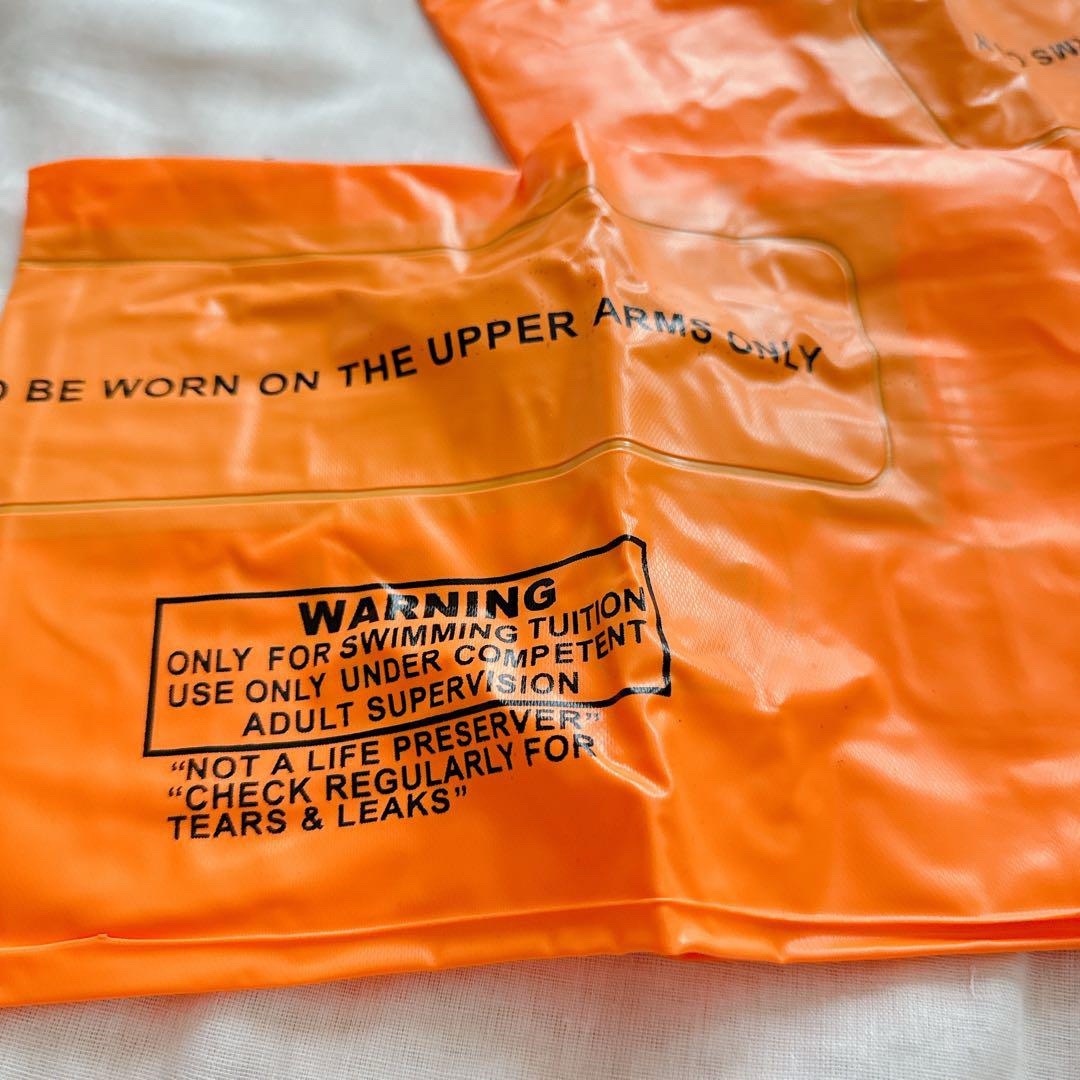 BE WORN ON THE UPPER ARMS ONLY
WARNING
ONLY FOR SWIMMING TUITION
USE ONLY UNDER COMPETENT
ADULT SUPERVISION
“NOT A LIFE PRESERVER”
“CHECK REGULARLY FOR
TEARS & LEAKS”